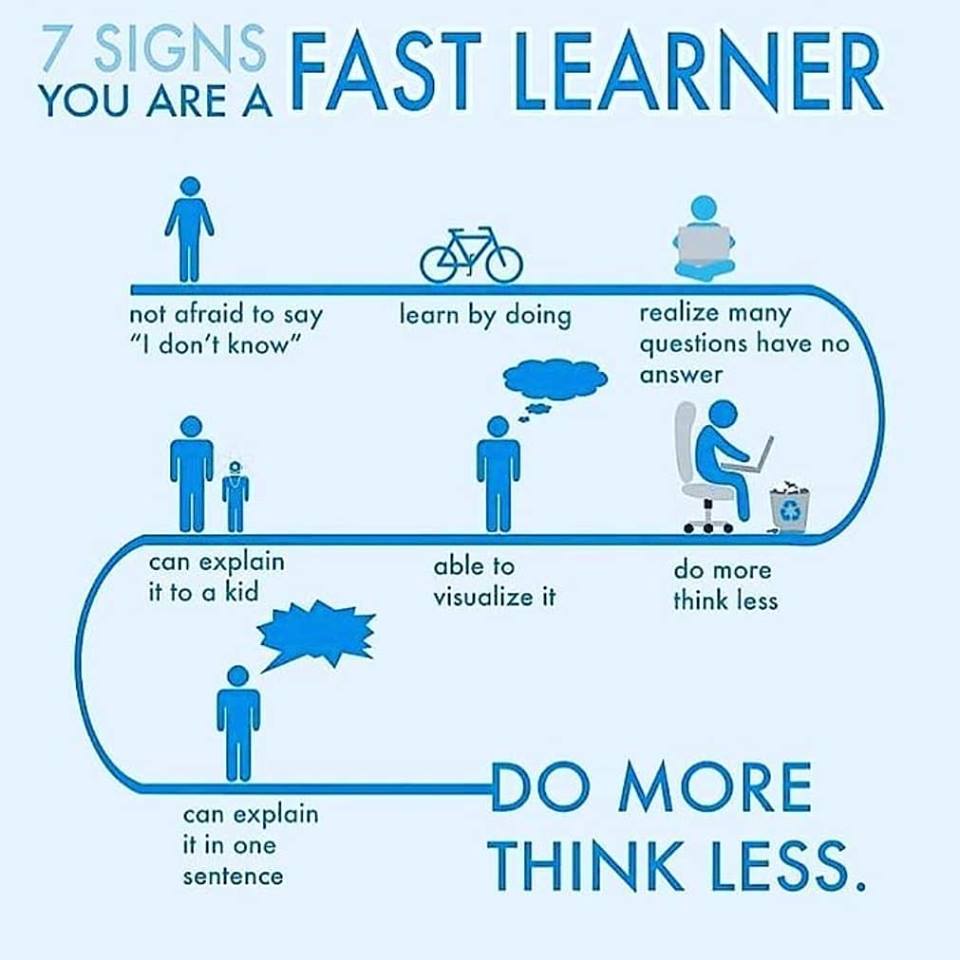 7 SIGNS
YOU ARE A
FAST LEARNER
not afraid to say
"I don't know"
learn by doing
realize many
questions have no
answer
do more
think less
able to
visualize it
can explain
it to a kid
can explain
it in one
sentence
DO MORE
THINK LESS.